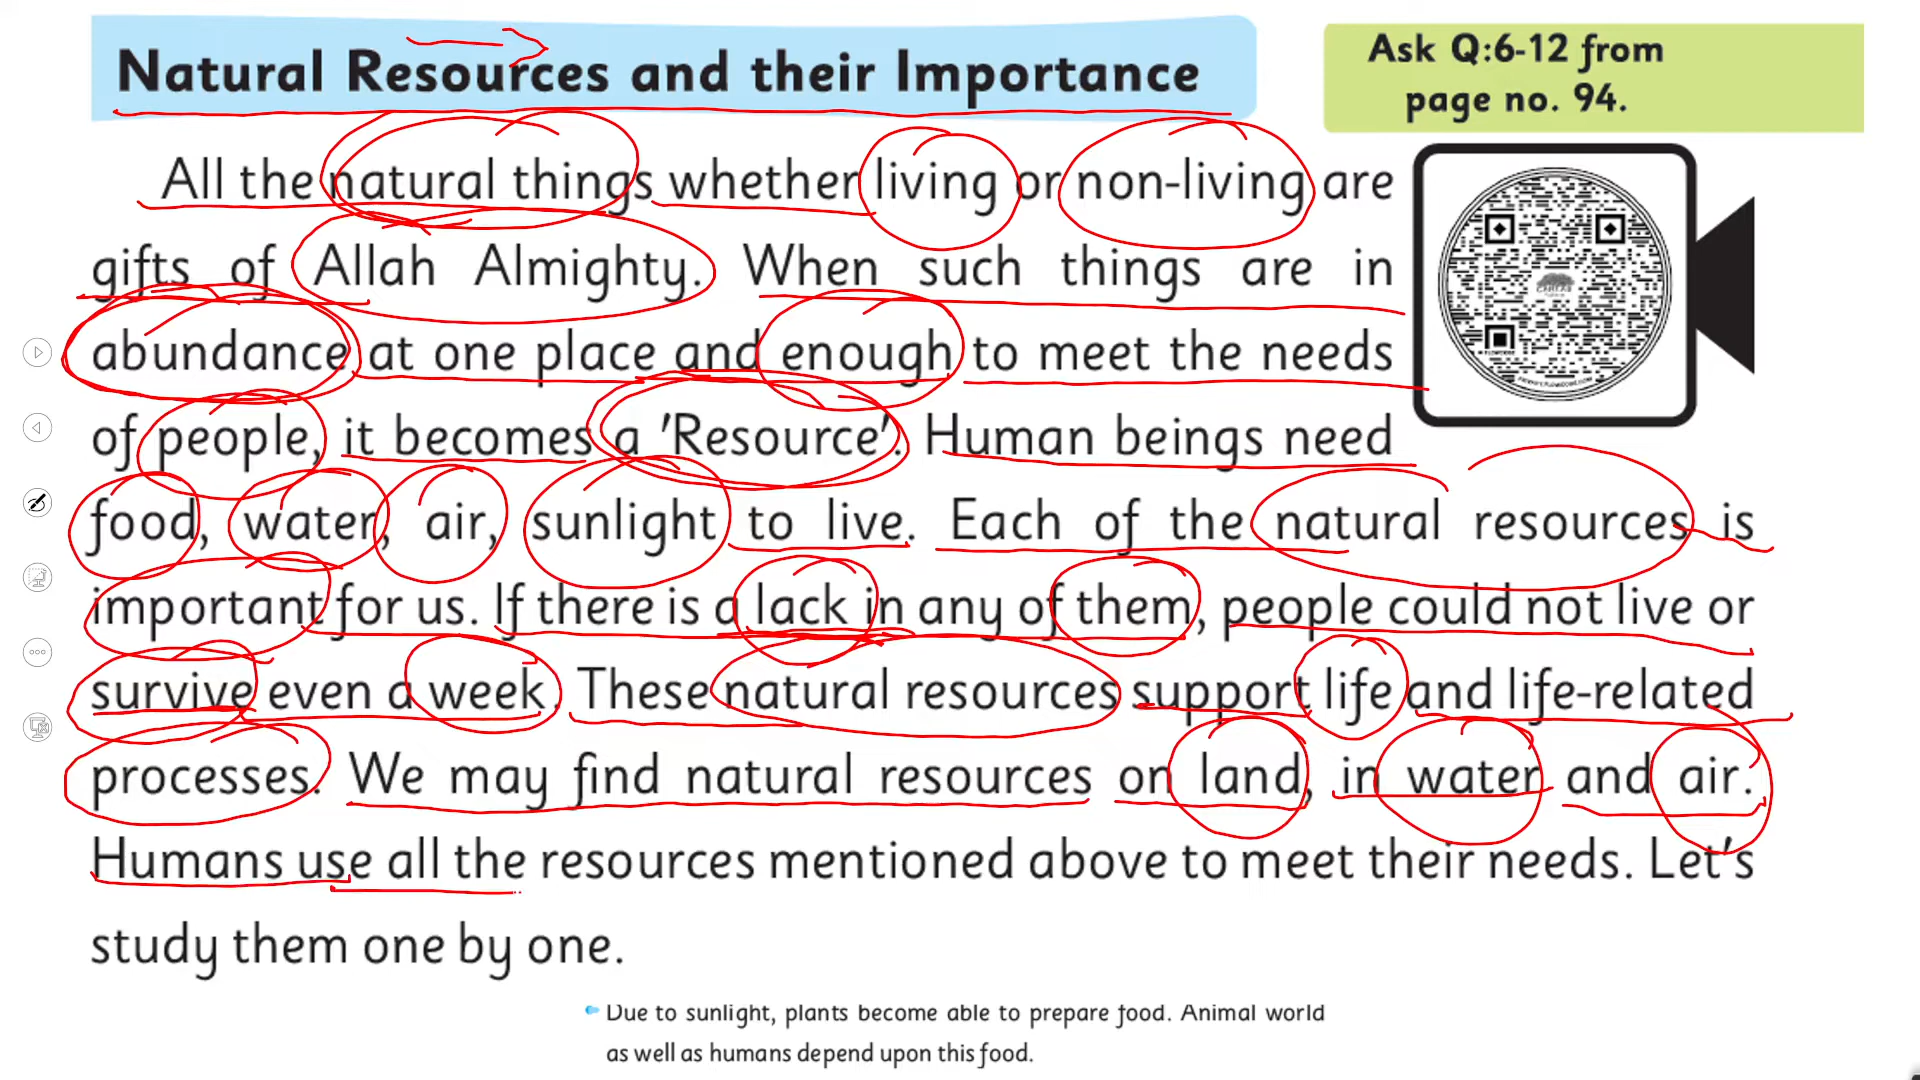 Natural Resources and their Importance
Ask Q:6-12 from
page no. 94.
All the natural things whether living or non-living are
gifts of Allah Almighty. When such things are in
abundance at one place and enough to meet the needs
of people, it becomes a 'Resource'. Human beings need
food, water, air, sunlight to live. Each of the natural resources is
important for us. If there is a lack in any of them, people could not live or
survive even a week. These natural resources support life and life-related
processes. We may find natural resources on land, in water and air.
Humans use all the resources mentioned above to meet their needs. Let's
study them one by one.
Due to sunlight, plants become able to prepare food. Animal world
as well as humans depend upon this food.